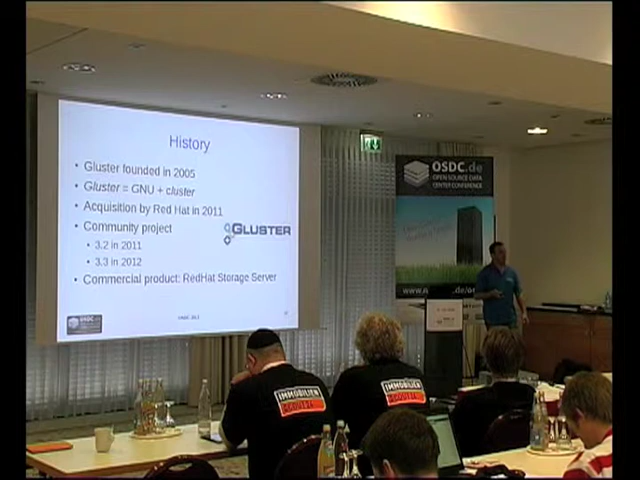 History
• Gluster founded in 2005
• Gluster = GNU + cluster
• Acquisition by Red Hat in 2011
• Community project
GLUSTER
• 3.2 in 2011
• 3.3 in 2012
• Commercial product: RedHat Storage Server
OSDC.de
OPEN SOURCE DATA
CENTER CONFERENCE
IMMOBILIEN
SCOUT24
IMMOBILIEN
SCOUT24